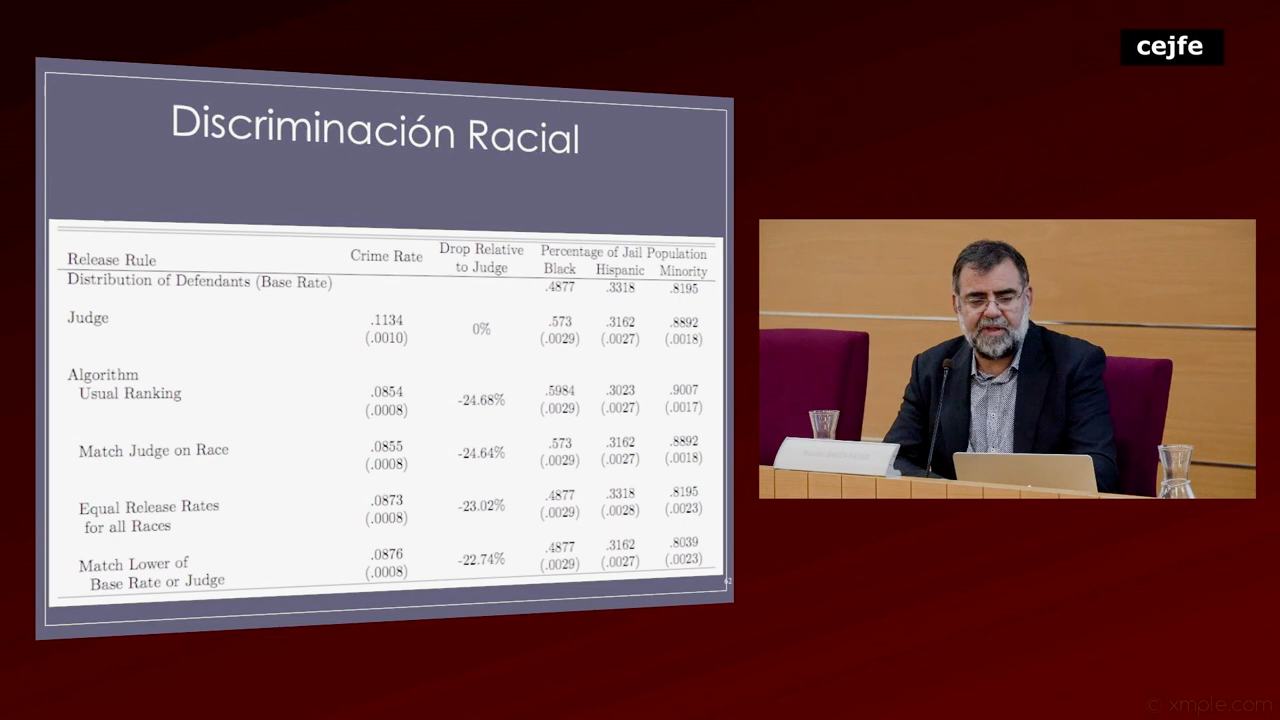 cejfe
Discriminación Racial
Release Rule Crime Rate Drop Relative to Judge Percentage of Jail Population
Black Hispanic Minority
Distribution of Defendants (Base Rate) .4877 .3318 .8195
Judge .1134 0% .573 .3162 .8892
(.0010) (.0029) (.0027) (.0018)
Algorithm
Usual Ranking .0854 -24.68% .5984 .3023 .9007
(.0008) (.0029) (.0027) (.0017)
Match Judge on Race .0855 -24.64% .573 .3162 .8892
(.0008) (.0029) (.0027) (.0018)
Equal Release Rates .0873 -23.02% .4877 .3318 .8195
for all Races (.0008) (.0029) (.0028) (.0023)
Match Lower of .0876 -22.74% .4877 .3162 .8039
Base Rate or Judge (.0008) (.0029) (.0027) (.0023)
62
© xmple.com